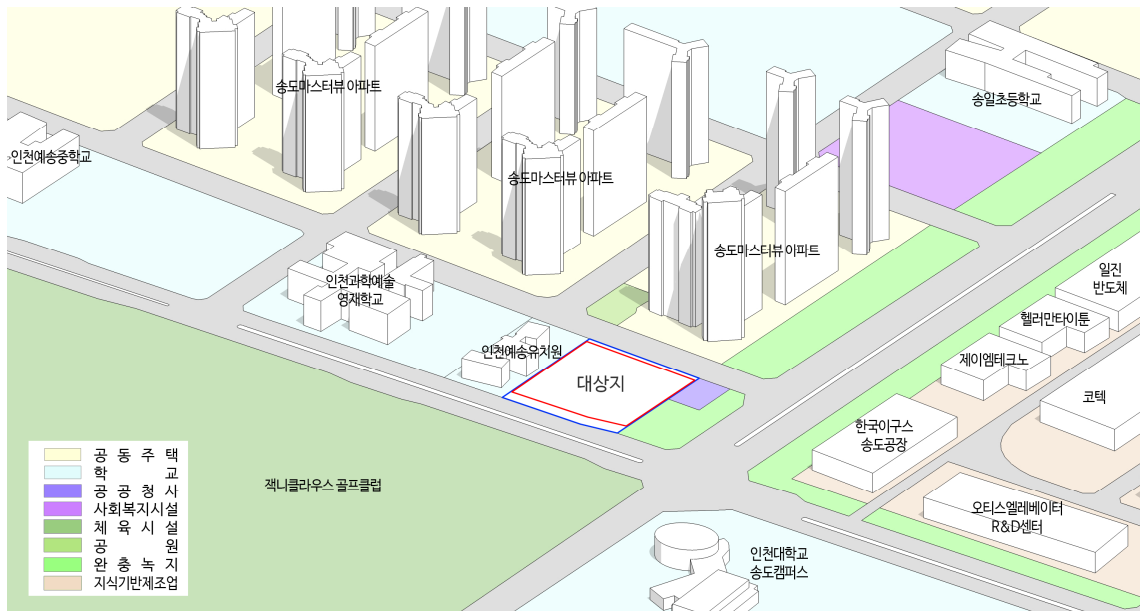 송도마스터뷰 아파트
송일초등학교
인천예송중학교
송도마스터뷰 아파트
송도마스터뷰 아파트
인천과학예술
영재학교
일진
반도체
헬러만타이툰
인천예송유치원
제이엠테크노
대상지
코텍
한국이구스
송도공장
잭니클라우스 골프클럽
오티스엘레베이터
R&D센터
인천대학교
송도캠퍼스
공 동 주 택
학 교
공 공 청 사
사회복지시설
체 육 시 설
공 원
완 충 녹 지
지식기반제조업